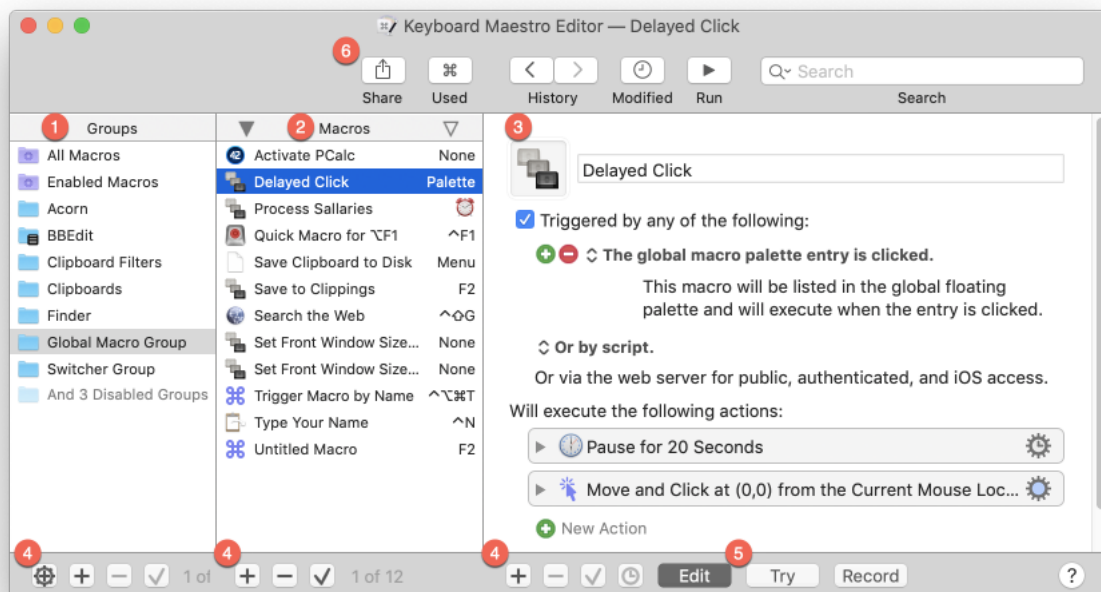 Keyboard Maestro Editor — Delayed Click
6
Share
Used
History
Modified
Run
Search
Search
1 Groups
All Macros
Enabled Macros
Acorn
BBEdit
Clipboard Filters
Clipboards
Finder
Global Macro Group
Switcher Group
And 3 Disabled Groups
2 Macros
42 Activate PCalc None
Delayed Click Palette
Process Sallaries
Quick Macro for ⌥F1 ^F1
Save Clipboard to Disk Menu
Save to Clippings F2
Search the Web ^⇧G
Set Front Window Size... None
Set Front Window Size... None
Trigger Macro by Name ^⌥⌘T
Type Your Name ^N
Untitled Macro F2
3
Delayed Click
Triggered by any of the following:
The global macro palette entry is clicked.
This macro will be listed in the global floating
palette and will execute when the entry is clicked.
Or by script.
Or via the web server for public, authenticated, and iOS access.
Will execute the following actions:
Pause for 20 Seconds
Move and Click at (0,0) from the Current Mouse Loc...
New Action
4
1 of
4
1 of 12
4
Edit
5
Try
Record
?